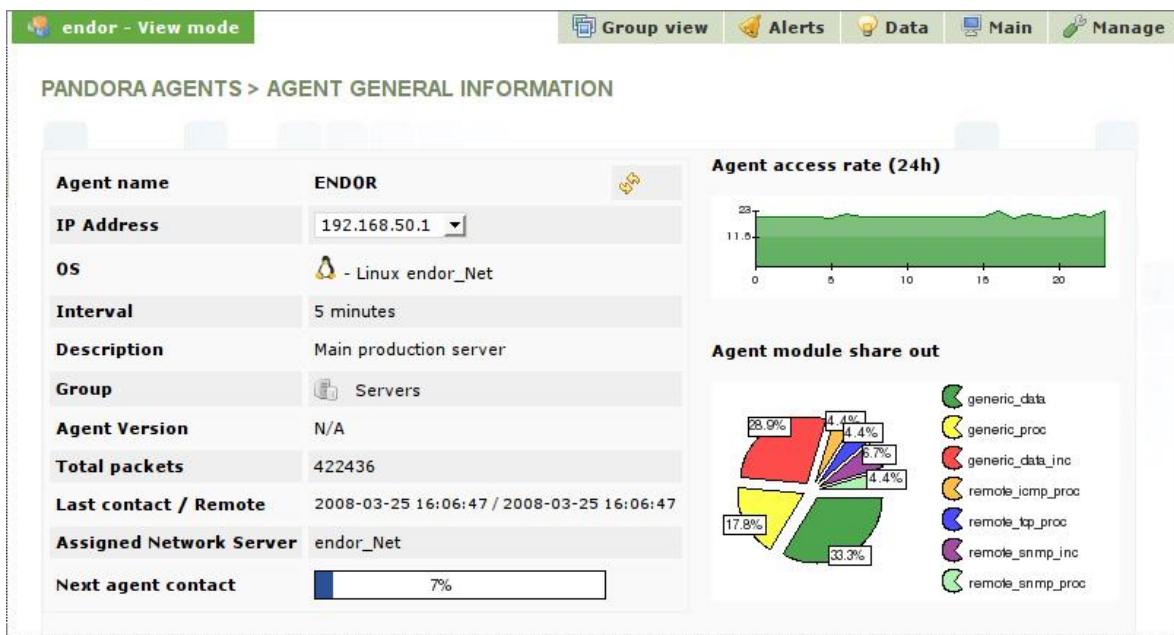 endor - View mode
Group view
Alerts
Data
Main
Manage
PANDORA AGENTS > AGENT GENERAL INFORMATION
Agent name ENDOR
IP Address 192.168.50.1
OS - Linux endor_Net
Interval 5 minutes
Description Main production server
Group Servers
Agent Version N/A
Total packets 422436
Last contact / Remote 2008-03-25 16:06:47 / 2008-03-25 16:06:47
Assigned Network Server endor_Net
Next agent contact 7%
Agent access rate (24h)
23
11.5
0 5 10 15 20
Agent module share out
28.9%
4.4%
4.4%
6.7%
4.4%
17.8%
33.3%
generic_data
generic_proc
generic_data_inc
remote_icmp_proc
remote_tcp_proc
remote_snmp_inc
remote_snmp_proc